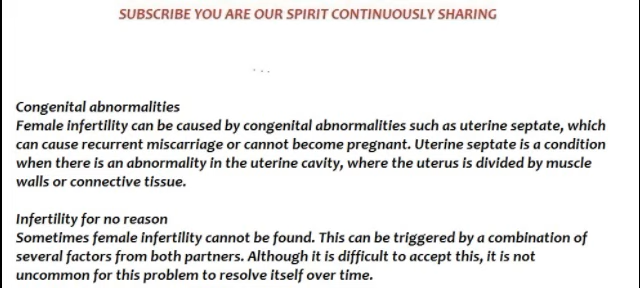 SUBSCRIBE YOU ARE OUR SPIRIT CONTINUOUSLY SHARING
Congenital abnormalities
Female infertility can be caused by congenital abnormalities such as uterine septate, which
can cause recurrent miscarriage or cannot become pregnant. Uterine septate is a condition
when there is an abnormality in the uterine cavity, where the uterus is divided by muscle
walls or connective tissue.
Infertility for no reason
Sometimes female infertility cannot be found. This can be triggered by a combination of
several factors from both partners. Although it is difficult to accept this, it is not
uncommon for this problem to resolve itself over time.